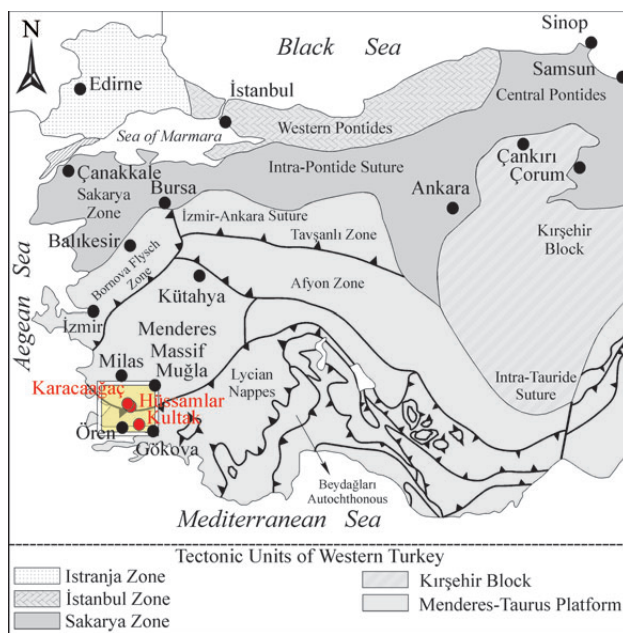 N
Black Sea
Sinop
Samsun
Edirne
İstanbul
Central Pontides
Western Pontides
Sea of Marmara
Çanakkale
Intra-Pontide Suture
Çankırı
Çorum
Sakarya
Zone
Bursa
Ankara
İzmir-Ankara Suture
Tavşanlı Zone
Kırşehir
Block
Balıkesir
Bornova Flysch
Zone
Afyon Zone
Kütahya
Aegean Sea
İzmir
Menderes
Massif
Milas
Muğla
Lycian
Nappes
Intra-Tauride
Suture
Karacaağaç
Hüssamlar
Kultak
Ören
Gökova
Beydağları
Autochthonous
Mediterranean Sea
Tectonic Units of Western Turkey
Istranja Zone
İstanbul Zone
Sakarya Zone
Kırşehir Block
Menderes-Taurus Platform